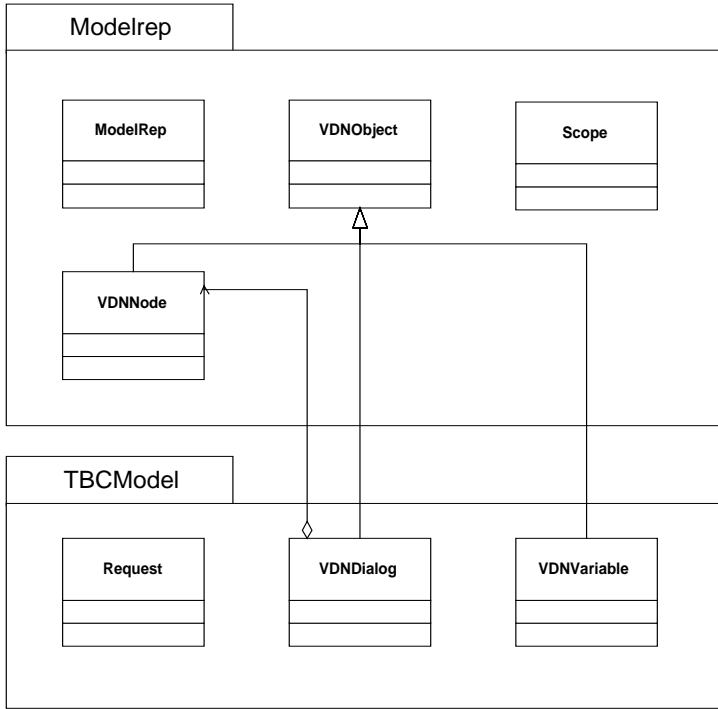 Modelrep
ModelRep
VDNObject
Scope
VDNNode
TBCModel
Request
VDNDialog
VDNVariable